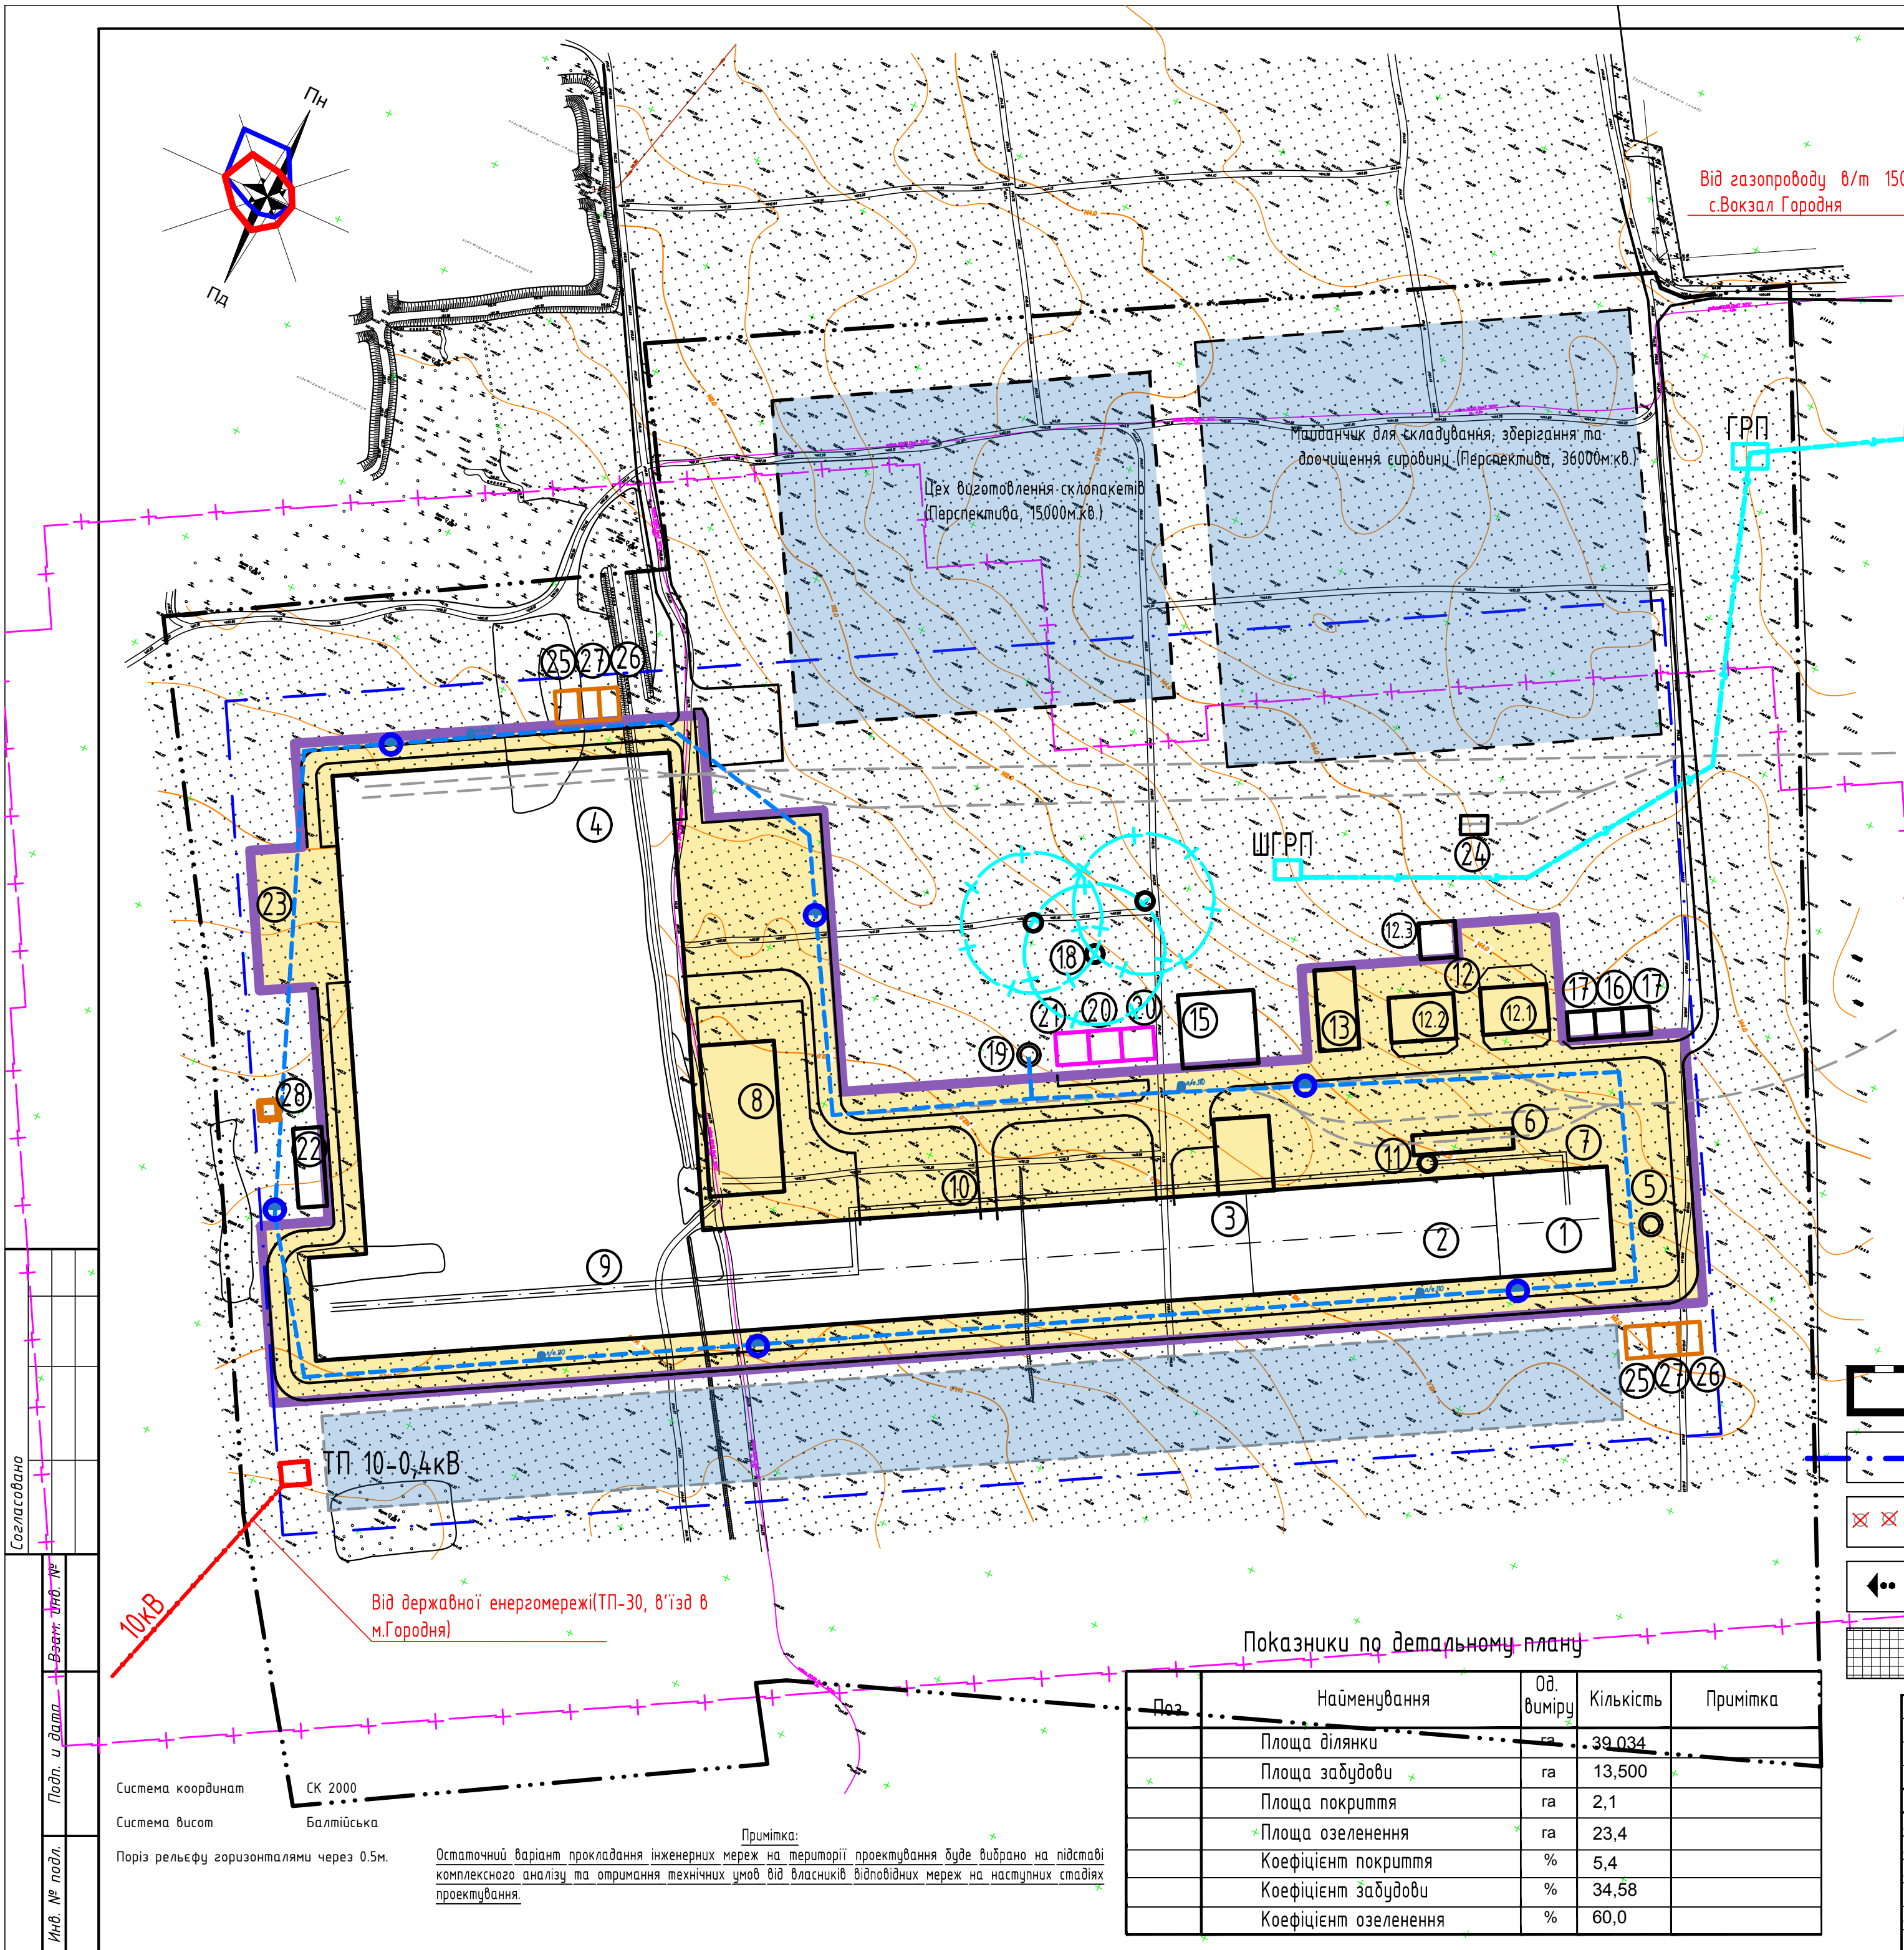 Пн
Пд
Від газопроводу в/т 150
с.Вокзал Городня
ГРП
Майданчик для складування, зберігання та
доочищення сировини (Перспектива, 36000м.кв.)
Цех виготовлення склопакетів
(Перспектива, 15000м.кв.)
25 27 26
4
ШГРП
24
23
12.3
18
12
17 16 17
21 20 20
15
13
12.2
12.1
19
28
8
22
6
7
11
10
5
3
2
1
9
п/е.110
п/е.110
п/е.110
25 27 26
ТП 10-0,4кВ
10кВ
Від державної енергомережі(ТП-30, в'їзд в
м.Городня)
Согласовано
Взам. инв. №
Подп. и дата
Инв. № подл.
Система координат СК 2000
Система висот Балтійська
Поріз рельєфу горизонталями через 0.5м.
Примітка:
Остаточний варіант прокладання інженерних мереж на території проектування буде вибрано на підставі
комплексного аналізу та отримання технічних умов від власників відповідних мереж на наступних стадіях
проектування.
Показники по детальному плану
Поз. Найменування Од. виміру Кількість Примітка
Площа ділянки га 39,034
Площа забудови га 13,500
Площа покриття га 2,1
Площа озеленення га 23,4
Коефіцієнт покриття % 5,4
Коефіцієнт забудови % 34,58
Коефіцієнт озеленення % 60,0